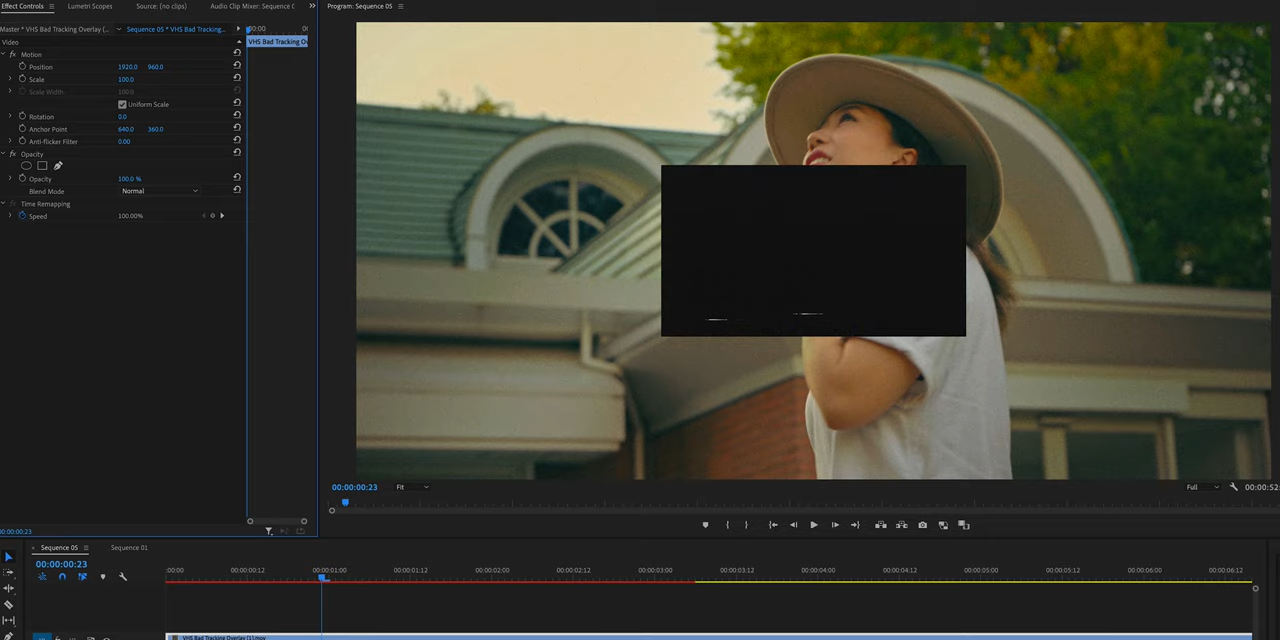 Effect Controls
Lumetri Scopes
Source: (no clips)
Audio Clip Mixer: Sequence 0
Program: Sequence 05
Master * VHS Bad Tracking Overlay (...
Sequence 05 * VHS Bad Tracking...
00:00
Video
VHS Bad Tracking Ov
fx Motion
Position 1920.0 960.0
Scale 100.0
Scale Width 100.0
Uniform Scale
Rotation 0.0
Anchor Point 640.0 360.0
Anti-flicker Filter 0.00
fx Opacity
Opacity 100.0 %
Blend Mode Normal
Time Remapping
Speed 100.00%
00:00:00:23 Fit Full 00:00:52:
0:00:00:23
Sequence 05 Sequence 01
00:00:00:23
:00:00 00:00:00:12 00:00:01:00 00:00:01:12 00:00:02:00 00:00:02:12 00:00:03:00 00:00:03:12 00:00:04:00 00:00:04:12 00:00:05:00 00:00:05:12 00:00:06:00 00:00:06:12
VHS Bad Tracking Overlay (1).mov